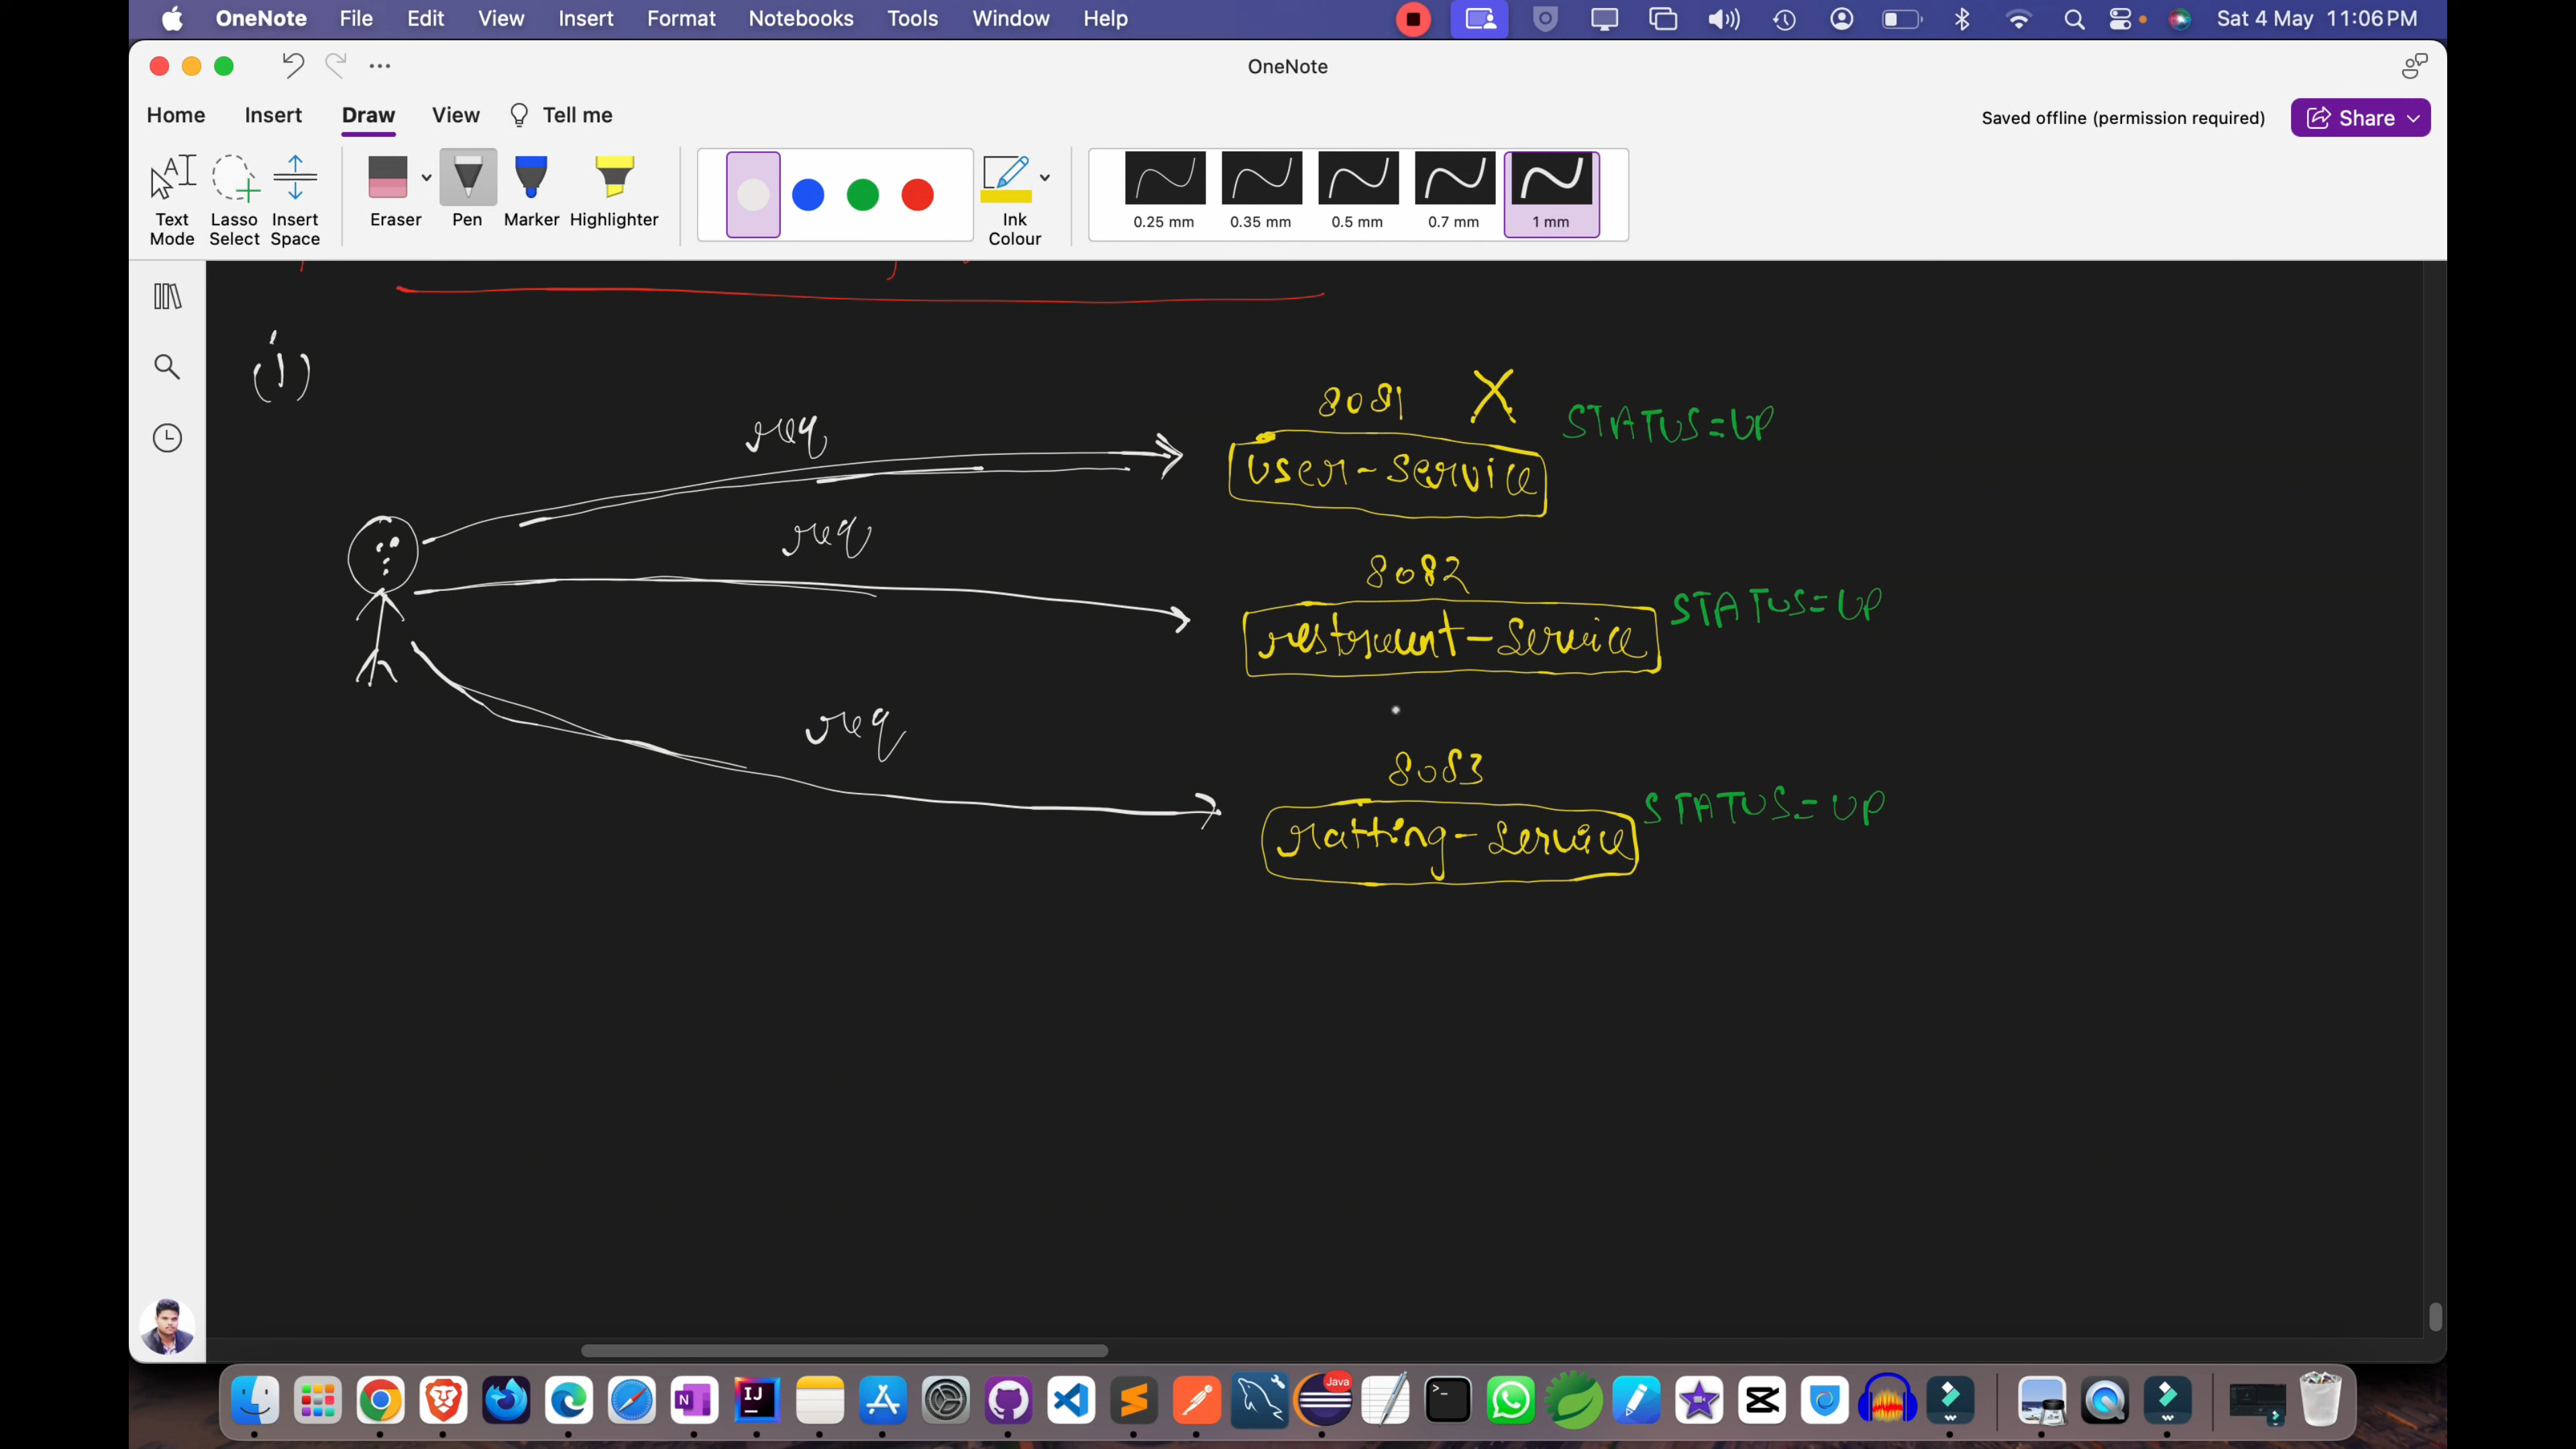 OneNote File Edit View Insert Format Notebooks Tools Window Help Sat 4 May 11:06 PM
OneNote
Home Insert Draw View Tell me Saved offline (permission required) Share
Text Mode Lasso Select Insert Space Eraser Pen Marker Highlighter Ink Colour 0.25 mm 0.35 mm 0.5 mm 0.7 mm 1 mm
(i)
8081 X STATUS=UP
req
user-service
req
8082 STATUS=UP
req
8083
ratting-service STATUS=UP
IJ
Java